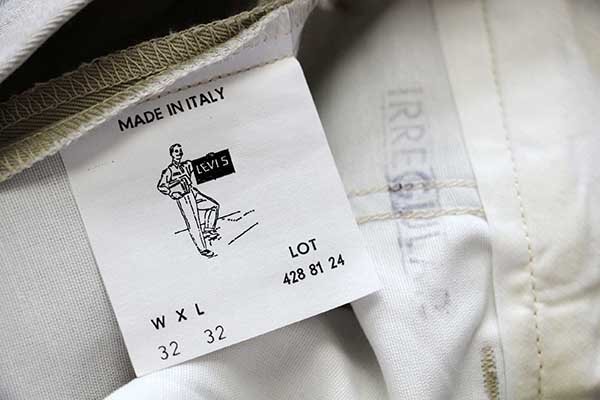 MADE IN ITALY
LEVI'S
LOT
428 81 24
W X L
32 32
IRREGULAR